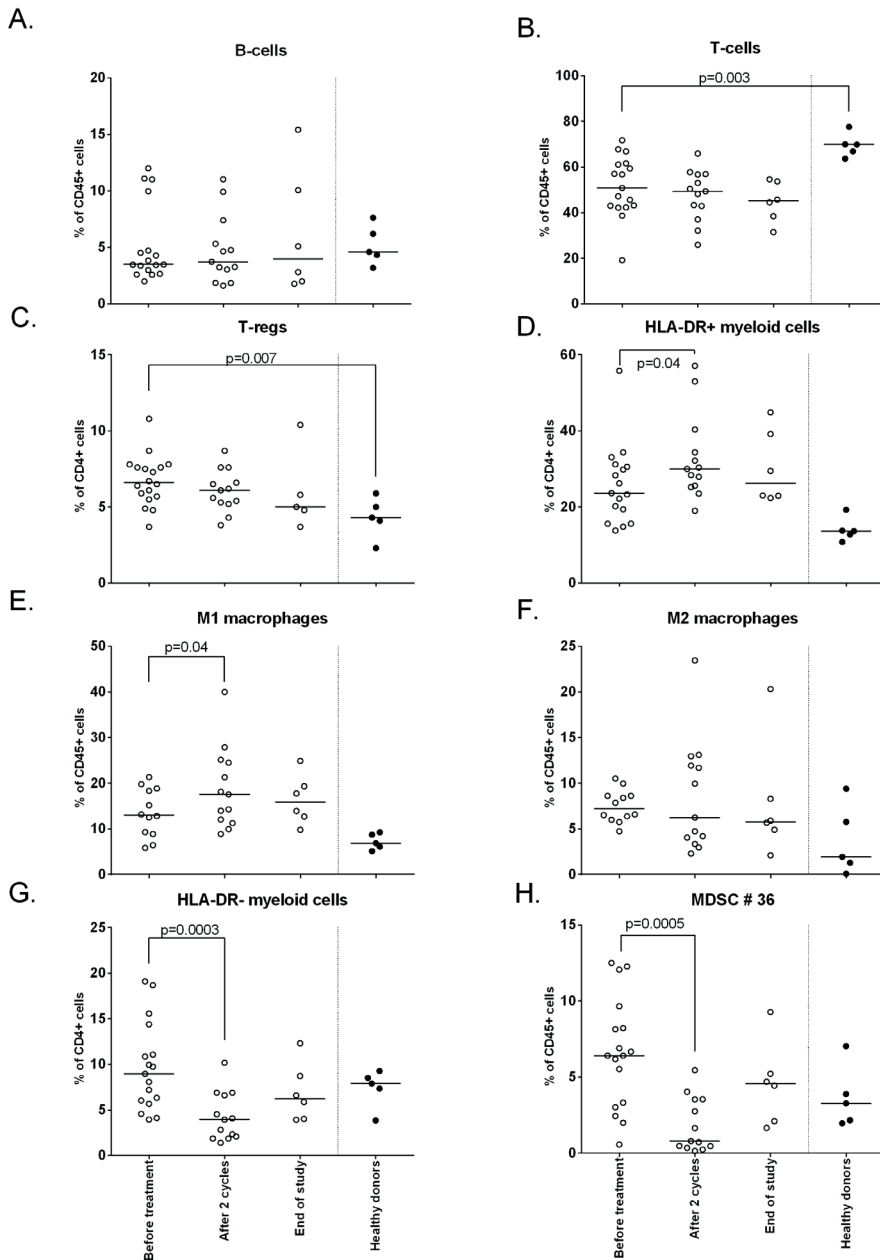 A.
B-cells
% of CD45+ cells
20
15
10
5
0
B.
T-cells
p=0.003
% of CD45+ cells
100
80
60
40
20
0
C.
T-regs
p=0.007
% of CD4+ cells
15
10
5
0
D.
HLA-DR+ myeloid cells
p=0.04
% of CD4+ cells
60
40
20
0
E.
M1 macrophages
p=0.04
% of CD45+ cells
50
40
30
20
10
0
F.
M2 macrophages
% of CD45+ cells
25
20
15
10
5
0
G.
HLA-DR- myeloid cells
p=0.0003
% of CD4+ cells
25
20
15
10
5
0
Before treatment
After 2 cycles
End of study
Healthy donors
H.
MDSC # 36
p=0.0005
% of CD45+ cells
15
10
5
0
Before treatment
After 2 cycles
End of study
Healthy donors